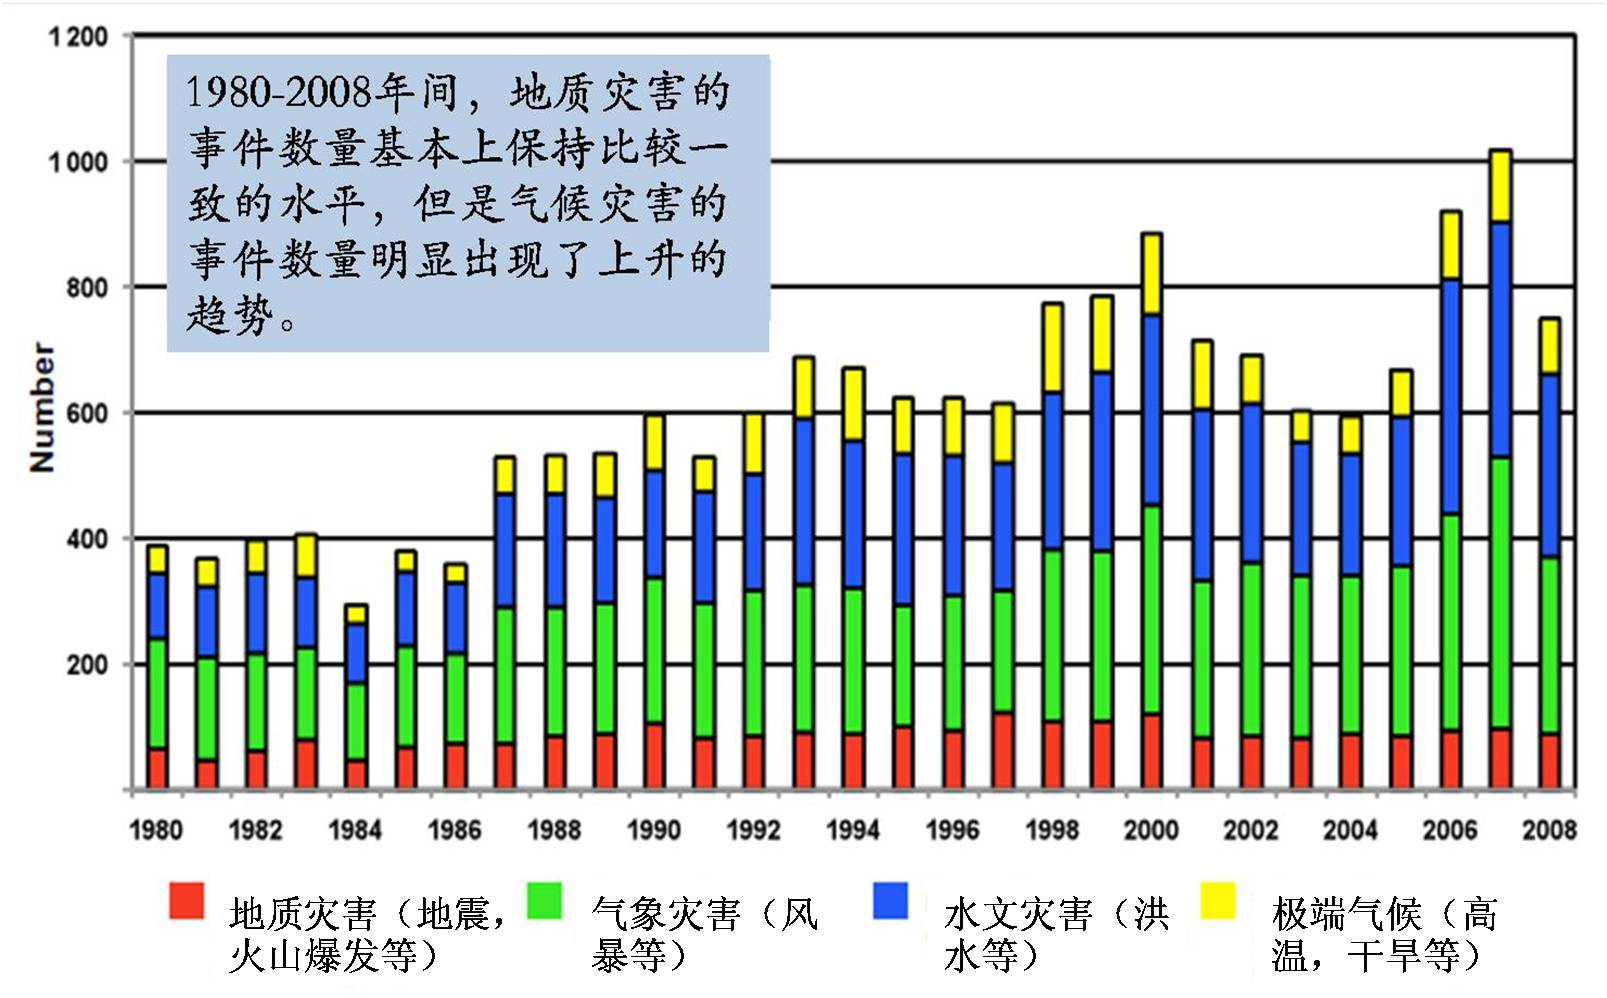 1200
1000
800
600
400
200
Number
1980-2008年间，地质灾害的
事件数量基本上保持比较一
致的水平，但是气候灾害的
事件数量明显出现了上升的
趋势。
1980 1982 1984 1986 1988 1990 1992 1994 1996 1998 2000 2002 2004 2006 2008
地质灾害（地震，
火山爆发等）
气象灾害（风
暴等）
水文灾害（洪
水等）
极端气候（高
温，干旱等）